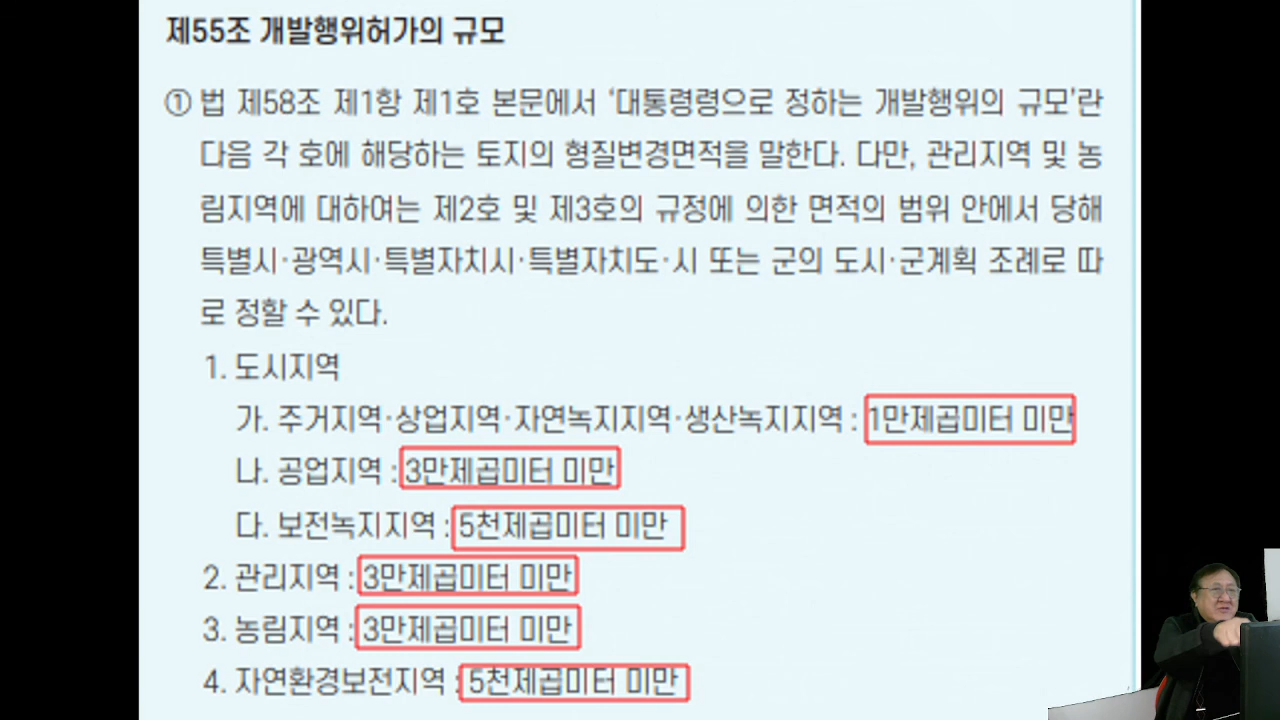 제55조 개발행위허가의 규모
① 법 제58조 제1항 제1호 본문에서 ‘대통령령으로 정하는 개발행위의 규모’란
다음 각 호에 해당하는 토지의 형질변경면적을 말한다. 다만, 관리지역 및 농
림지역에 대하여는 제2호 및 제3호의 규정에 의한 면적의 범위 안에서 당해
특별시·광역시·특별자치시·특별자치도·시 또는 군의 도시·군계획 조례로 따
로 정할 수 있다.
1. 도시지역
가. 주거지역·상업지역·자연녹지지역·생산녹지지역 : 1만제곱미터 미만
나. 공업지역 : 3만제곱미터 미만
다. 보전녹지지역 : 5천제곱미터 미만
2. 관리지역 : 3만제곱미터 미만
3. 농림지역 : 3만제곱미터 미만
4. 자연환경보전지역 : 5천제곱미터 미만